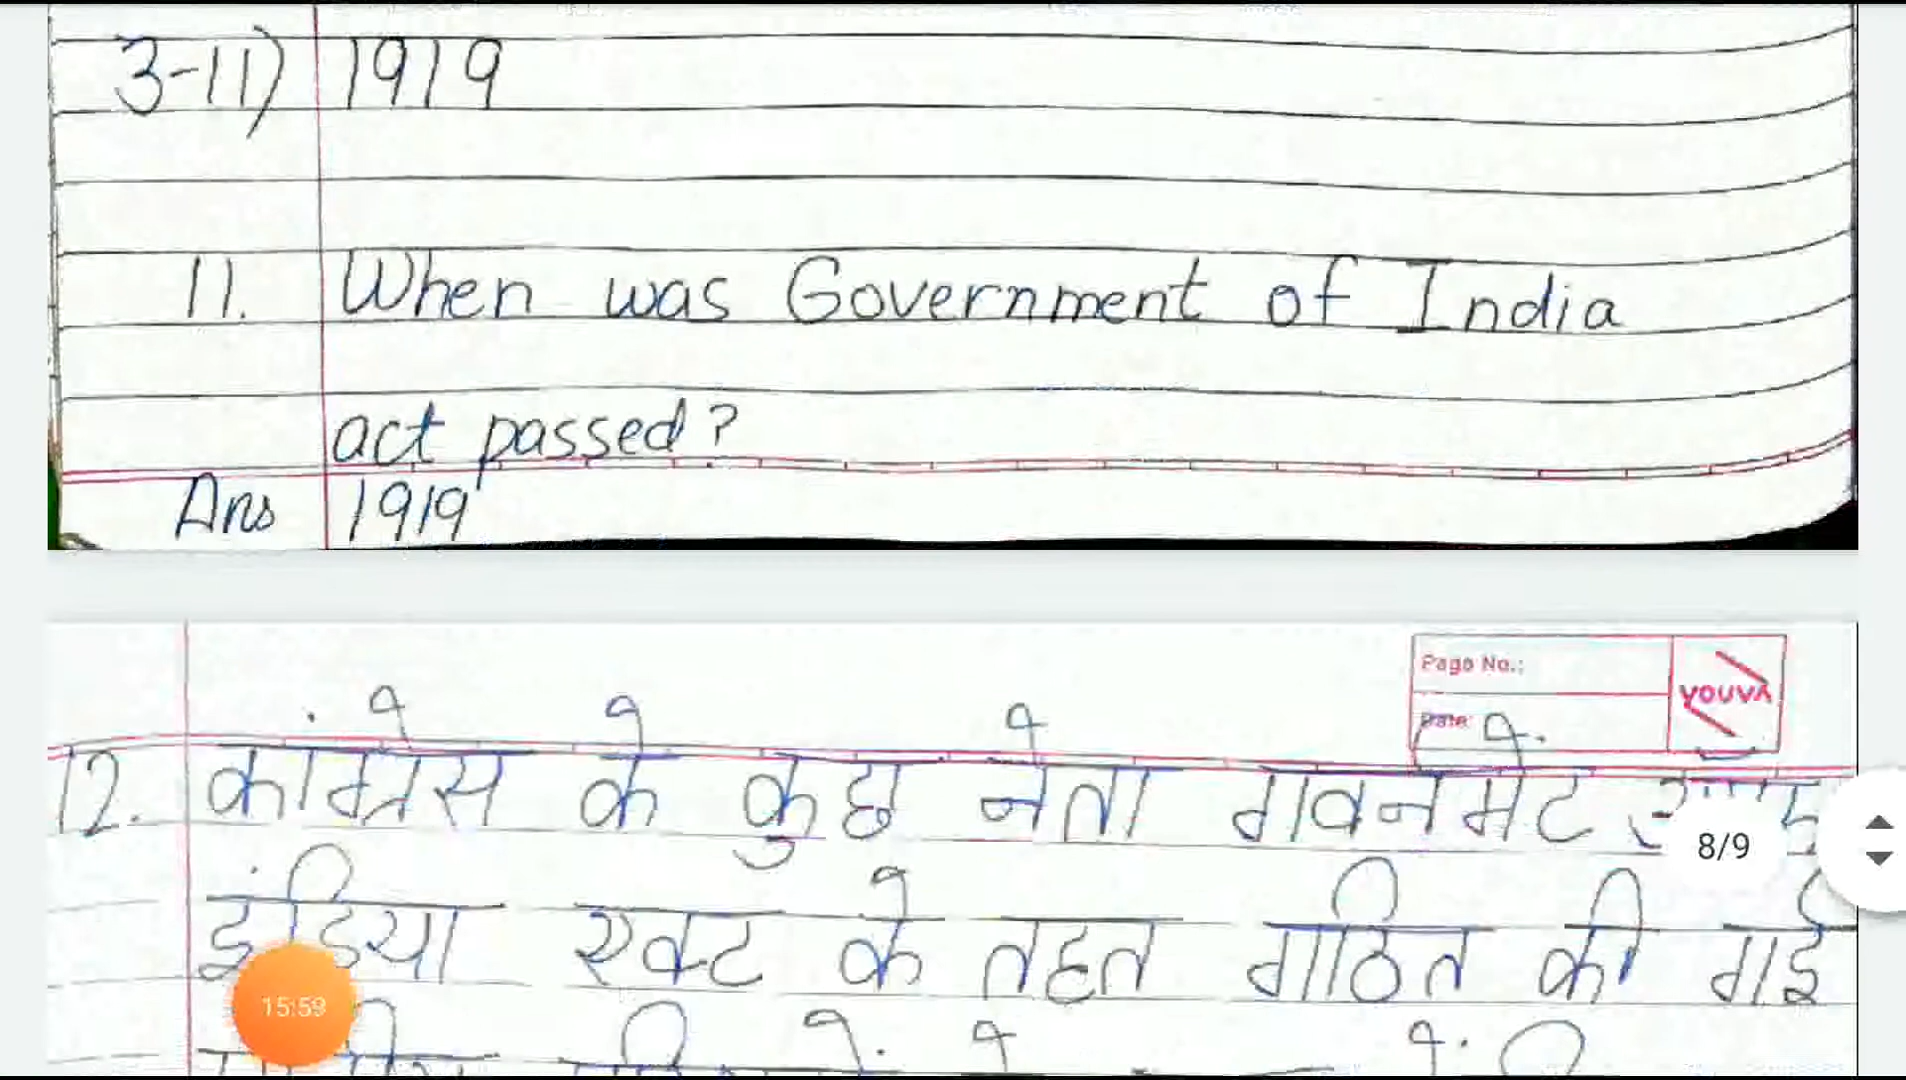 3-11) 1919
11. When was Government of India
act passed?
Ans 1919
Page No.:
Date:
YOUVA
12. कांग्रेस के कुछ नेता गवर्नमेंट
8/9
इंडिया एक्ट के तहत गठित की गई
15:59